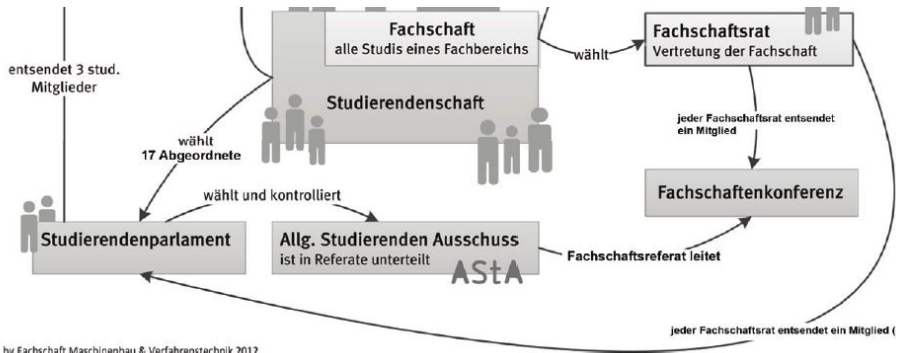 Fachschaft
alle Studis eines Fachbereichs
wählt
Fachschaftsrat
Vertretung der Fachschaft
entsendet 3 stud.
Mitglieder
Studierendenschaft
jeder Fachschaftsrat entsendet
ein Mitglied
wählt
17 Abgeordnete
wählt und kontrolliert
Fachschaftenkonferenz
Studierendenparlament
Allg. Studierenden Ausschuss
ist in Referate unterteilt
AStA
Fachschaftsreferat leitet
jeder Fachschaftsrat entsendet ein Mitglied (
by Fachschaft Maschinenbau & Verfahrenstechnik 2012